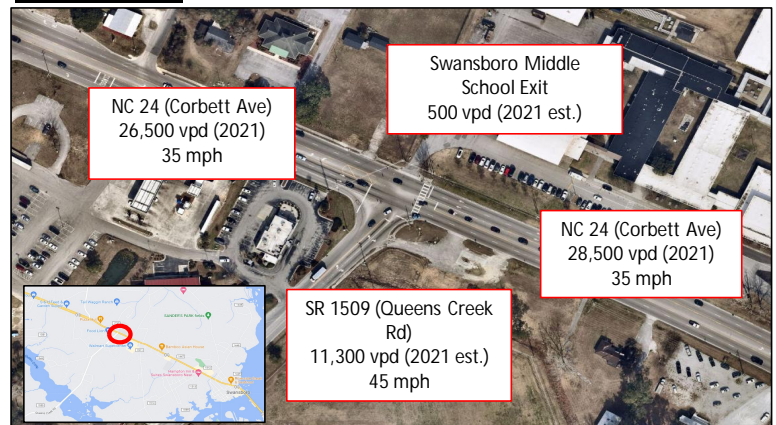 NC 24 (Corbett Ave)
26,500 vpd (2021)
35 mph
Swansboro Middle
School Exit
500 vpd (2021 est.)
NC 24 (Corbett Ave)
28,500 vpd (2021)
35 mph
SR 1509 (Queens Creek
Rd)
11,300 vpd (2021 est.)
45 mph
Swansboro